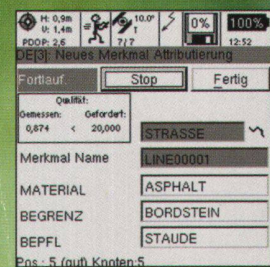 H: 0,9m
V: 1,4m
PDOP: 2,6
7/7
10.0°
0%
100%
12:52
DE[3]: Neues Merkmal Attributierung
Fortlauf. Stop Fertig
Qualität:
Gemessen: Gefordert:
0,874 < 20,000
STRASSE
Merkmal Name LINE00001
MATERIAL ASPHALT
BEGRENZ BORDSTEIN
BEPFL STAUDE
Pos.: 5 (gut) Knoten:5